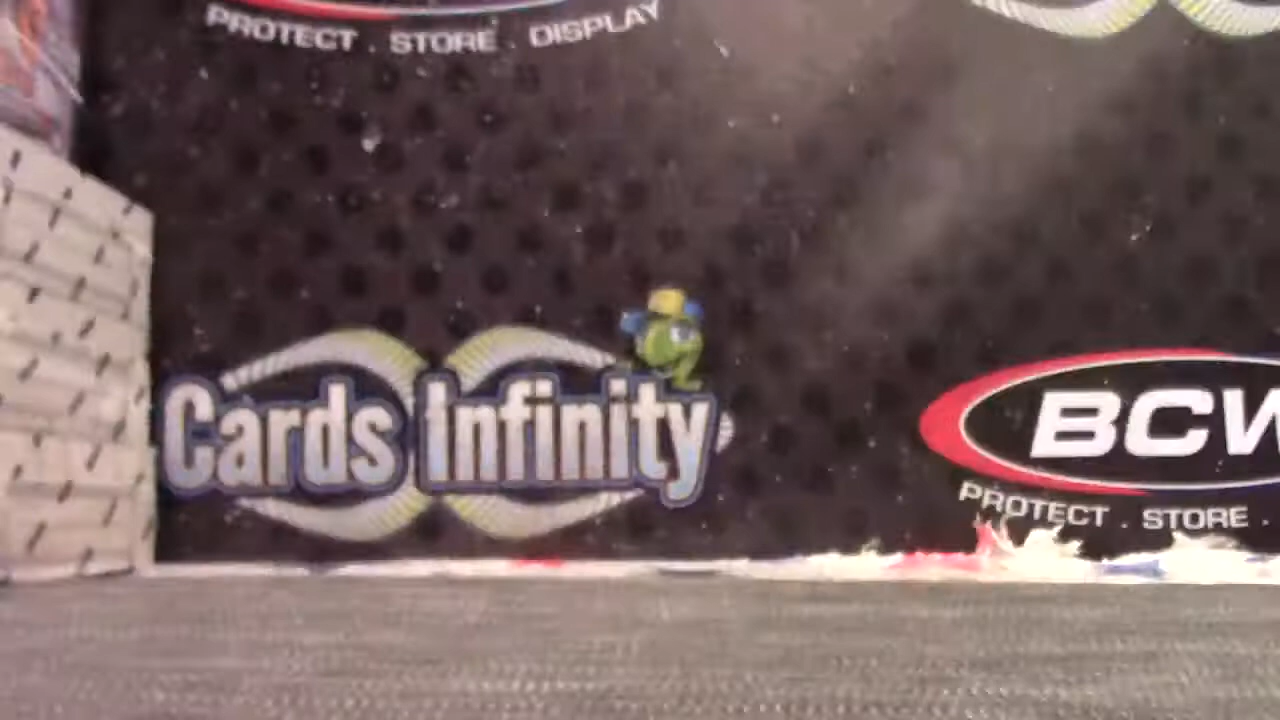 PROTECT . STORE . DISPLAY
Cards Infinity
BCW
PROTECT . STORE .